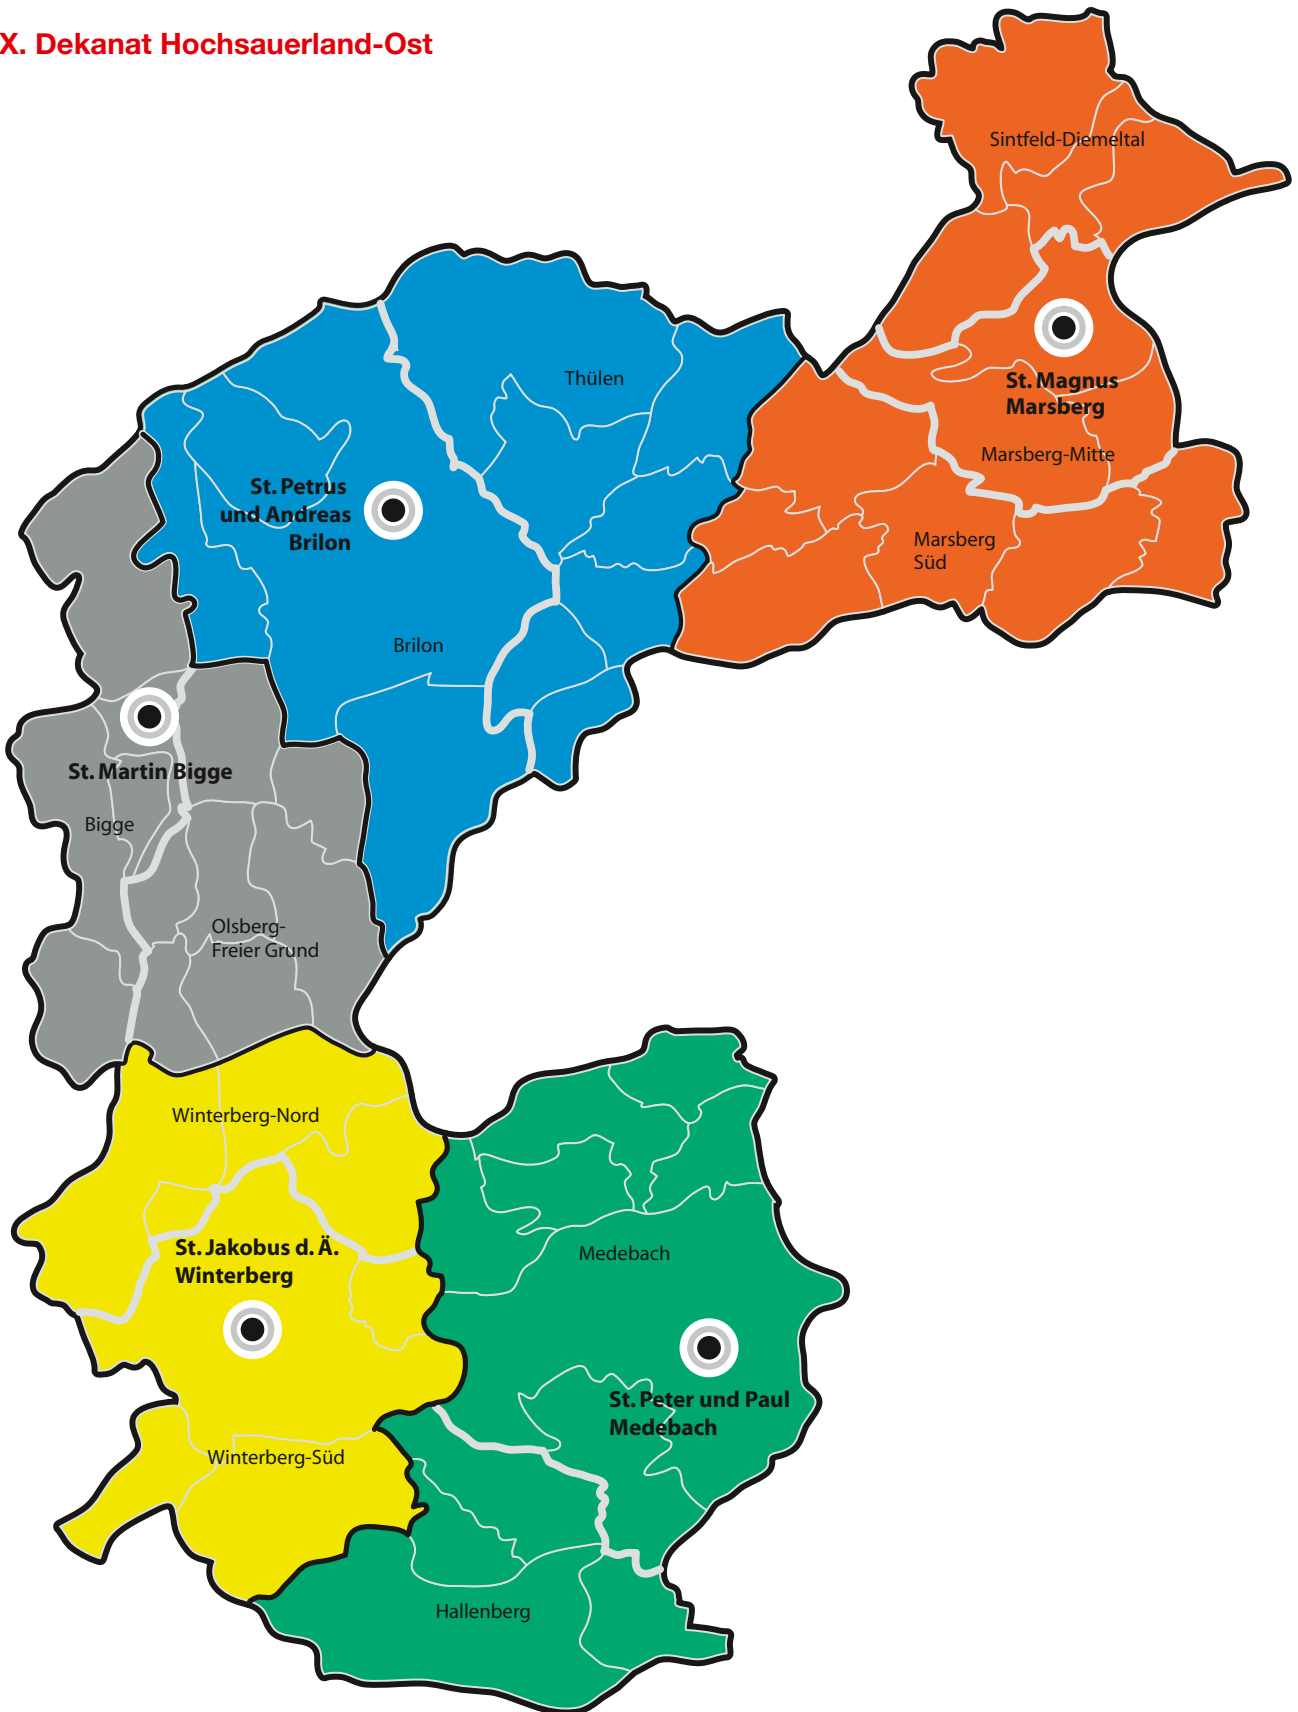 X. Dekanat Hochsauerland-Ost
Sintfeld-Diemeltal
St. Magnus
Marsberg
Marsberg-Mitte
Marsberg
Süd
Thülen
St. Petrus
und Andreas
Brilon
Brilon
St. Martin Bigge
Bigge
Olsberg-
Freier Grund
Winterberg-Nord
St. Jakobus d. Ä.
Winterberg
Winterberg-Süd
Medebach
St. Peter und Paul
Medebach
Hallenberg